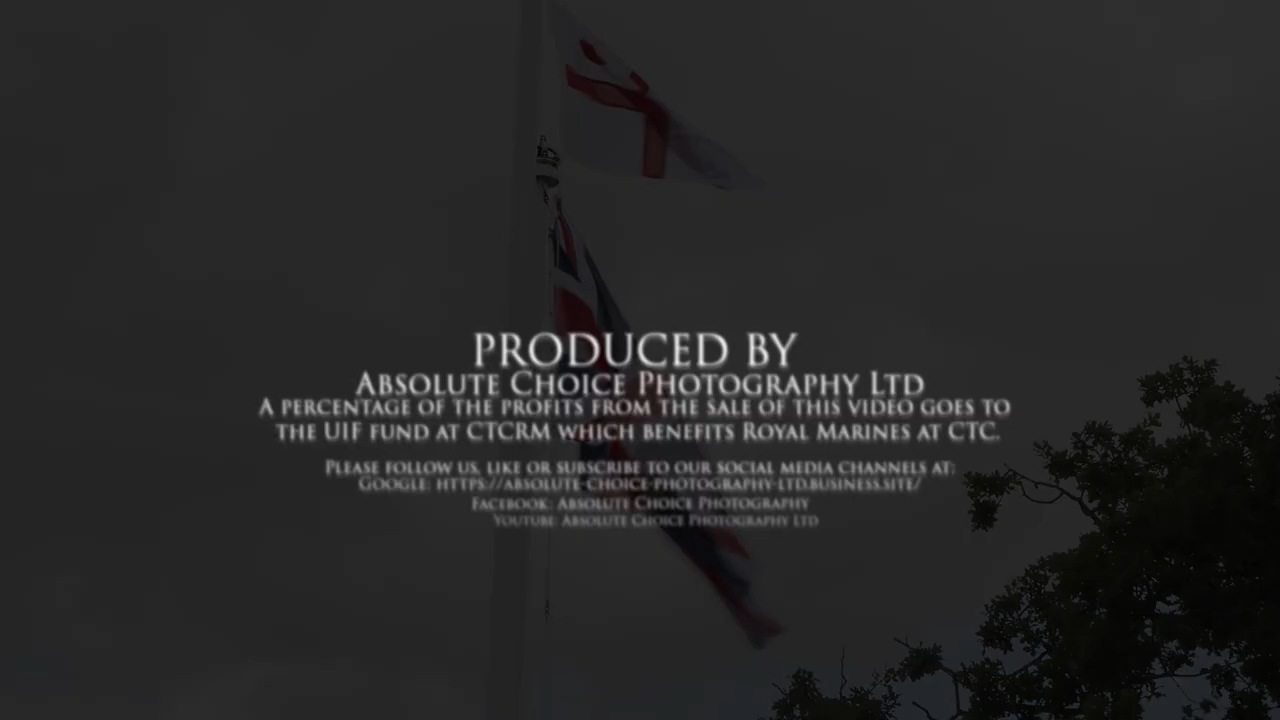 PRODUCED BY
ABSOLUTE CHOICE PHOTOGRAPHY LTD
A PERCENTAGE OF THE PROFITS FROM THE SALE OF THIS VIDEO GOES TO
THE UIF FUND AT CTCRM WHICH BENEFITS ROYAL MARINES AT CTC.
PLEASE FOLLOW US, LIKE OR SUBSCRIBE TO OUR SOCIAL MEDIA CHANNELS AT:
GOOGLE: HTTPS://ABSOLUTE-CHOICE-PHOTOGRAPHY-LTD.BUSINESS.SITE/
FACEBOOK: ABSOLUTE CHOICE PHOTOGRAPHY
YOUTUBE: ABSOLUTE CHOICE PHOTOGRAPHY LTD